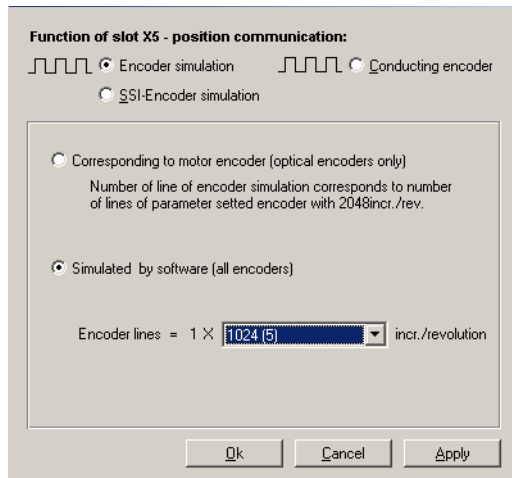 Function of slot X5 - position communication:
Encoder simulation
Conducting encoder
SSI-Encoder simulation
Corresponding to motor encoder (optical encoders only)
Number of line of encoder simulation corresponds to number
of lines of parameter setted encoder with 2048incr./rev.
Simulated by software (all encoders)
Encoder lines = 1 X 1024 (5) incr./revolution
Ok Cancel Apply